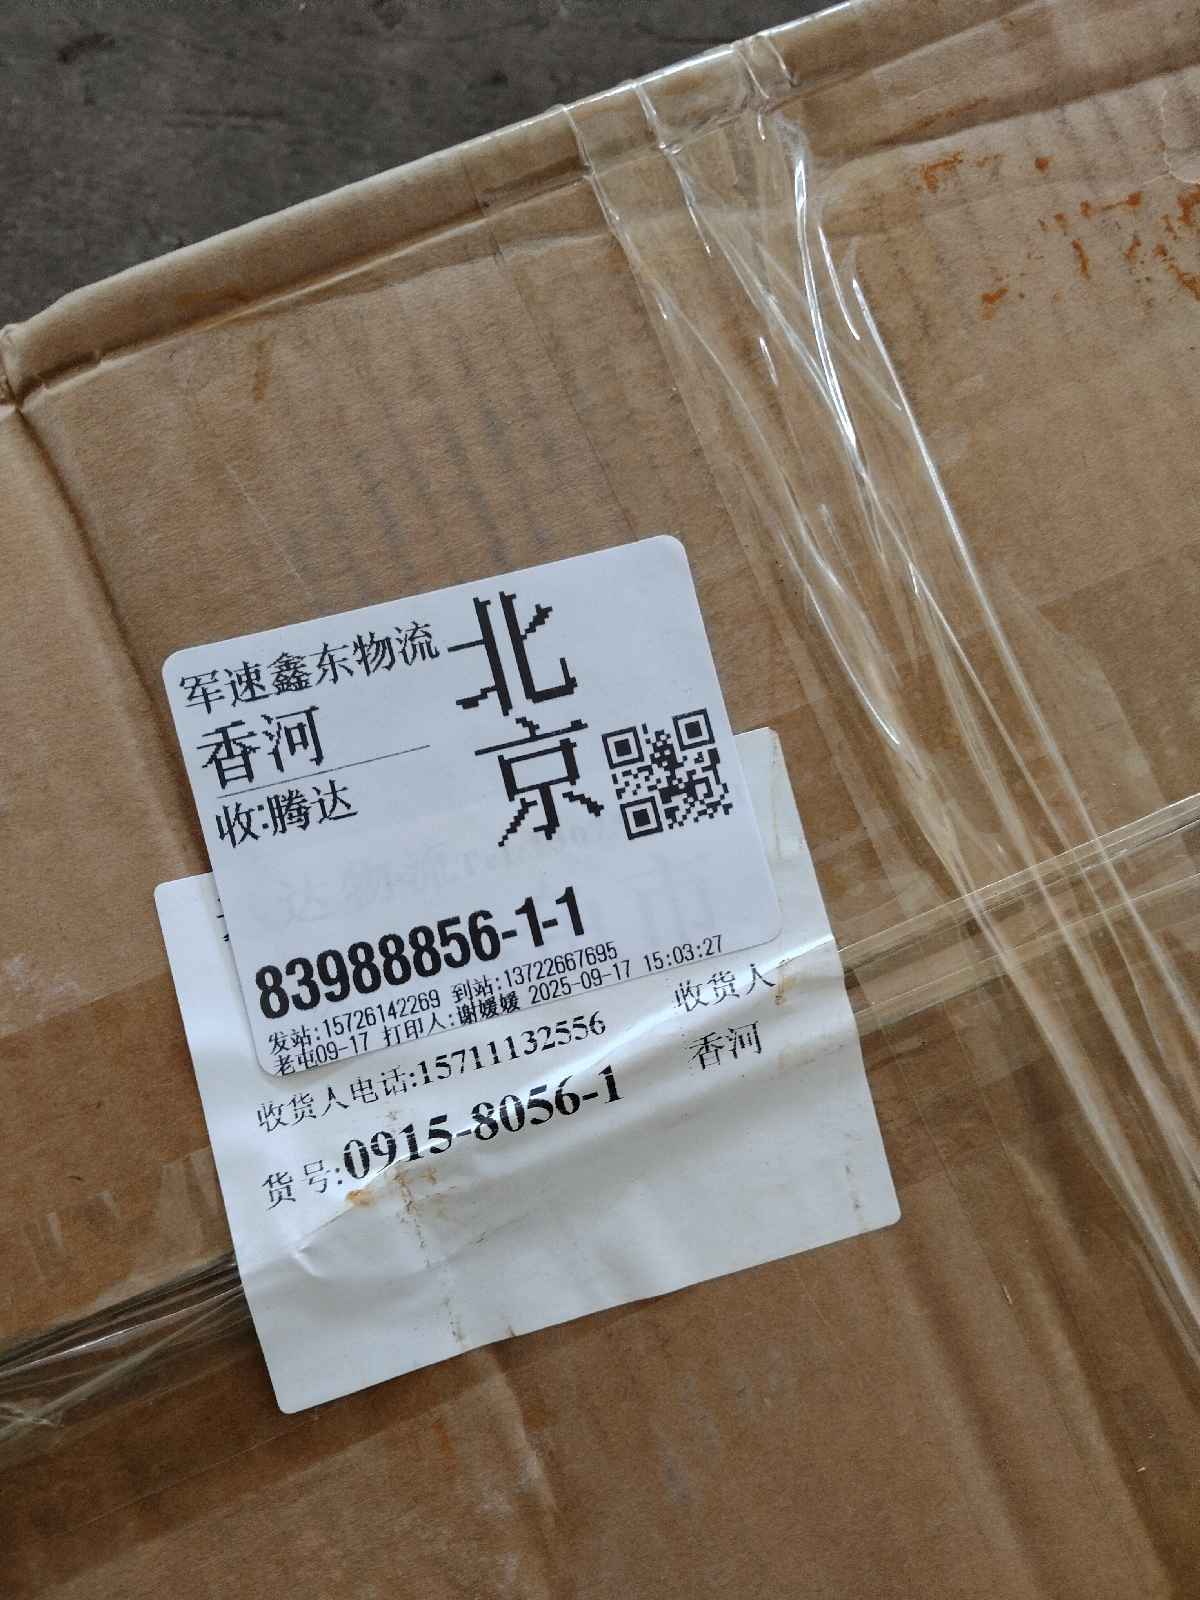 军速鑫东物流
北京
香河
收:腾达
83988856-1-1
发站:15726142269 到站:13722667695
老屯09-17 打印人:谢媛媛 2025-09-17 15:03:27
收货人
收货人电话:15711132556
香河
货号:0915-8056-1